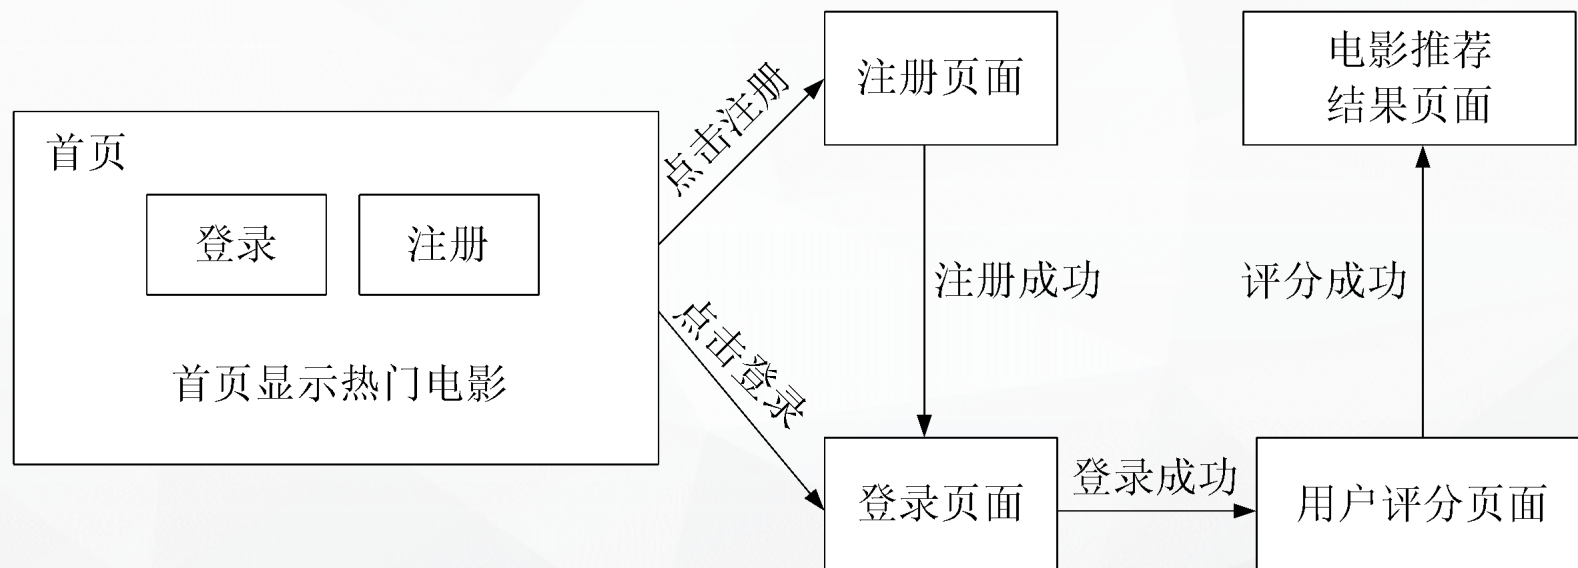 首页
登录
注册
首页显示热门电影
点击注册
点击登录
注册页面
注册成功
登录页面
登录成功
用户评分页面
评分成功
电影推荐
结果页面